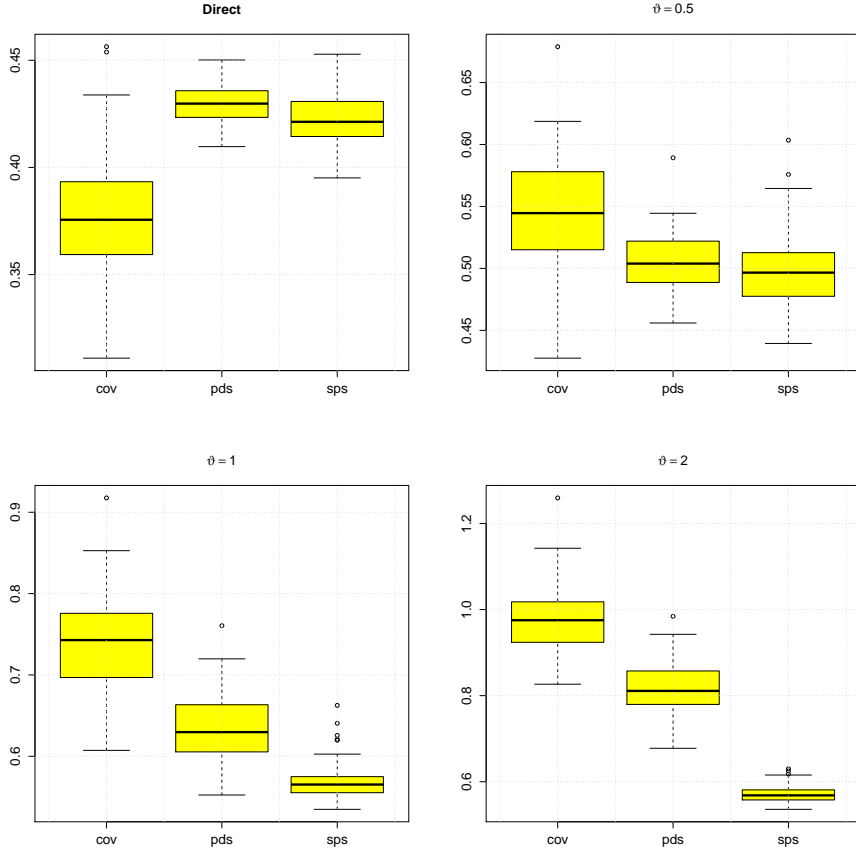 Direct
0.45
0.40
0.35
cov pds sps
ϑ = 0.5
0.65
0.60
0.55
0.50
0.45
cov pds sps
ϑ = 1
0.9
0.8
0.7
0.6
cov pds sps
ϑ = 2
1.2
1.0
0.8
0.6
cov pds sps